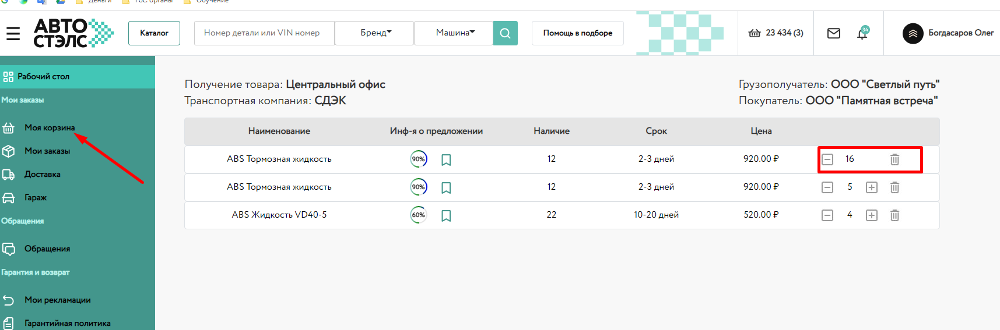 Деньги Гос. органы Обучение
АВТО СТЭЛС
Каталог
Номер детали или VIN номер
Бренд
Машина
Помощь в подборе
23 434 (3)
34
Богдасаров Олег
Рабочий стол
Мои заказы
Моя корзина
Мои заказы
Доставка
Гараж
Обращения
Обращения
Гарантия и возврат
Мои рекламации
Гарантийная политика
Получение товара: Центральный офис
Транспортная компания: СДЭК
Грузополучатель: ООО "Светлый путь"
Покупатель: ООО "Памятная встреча"
Наименование Инф-я о предложении Наличие Срок Цена
ABS Тормозная жидкость 90% 12 2-3 дней 920.00 ₽ 16
ABS Тормозная жидкость 90% 12 2-3 дней 920.00 ₽ 5
ABS Жидкость VD40-5 60% 22 10-20 дней 520.00 ₽ 4